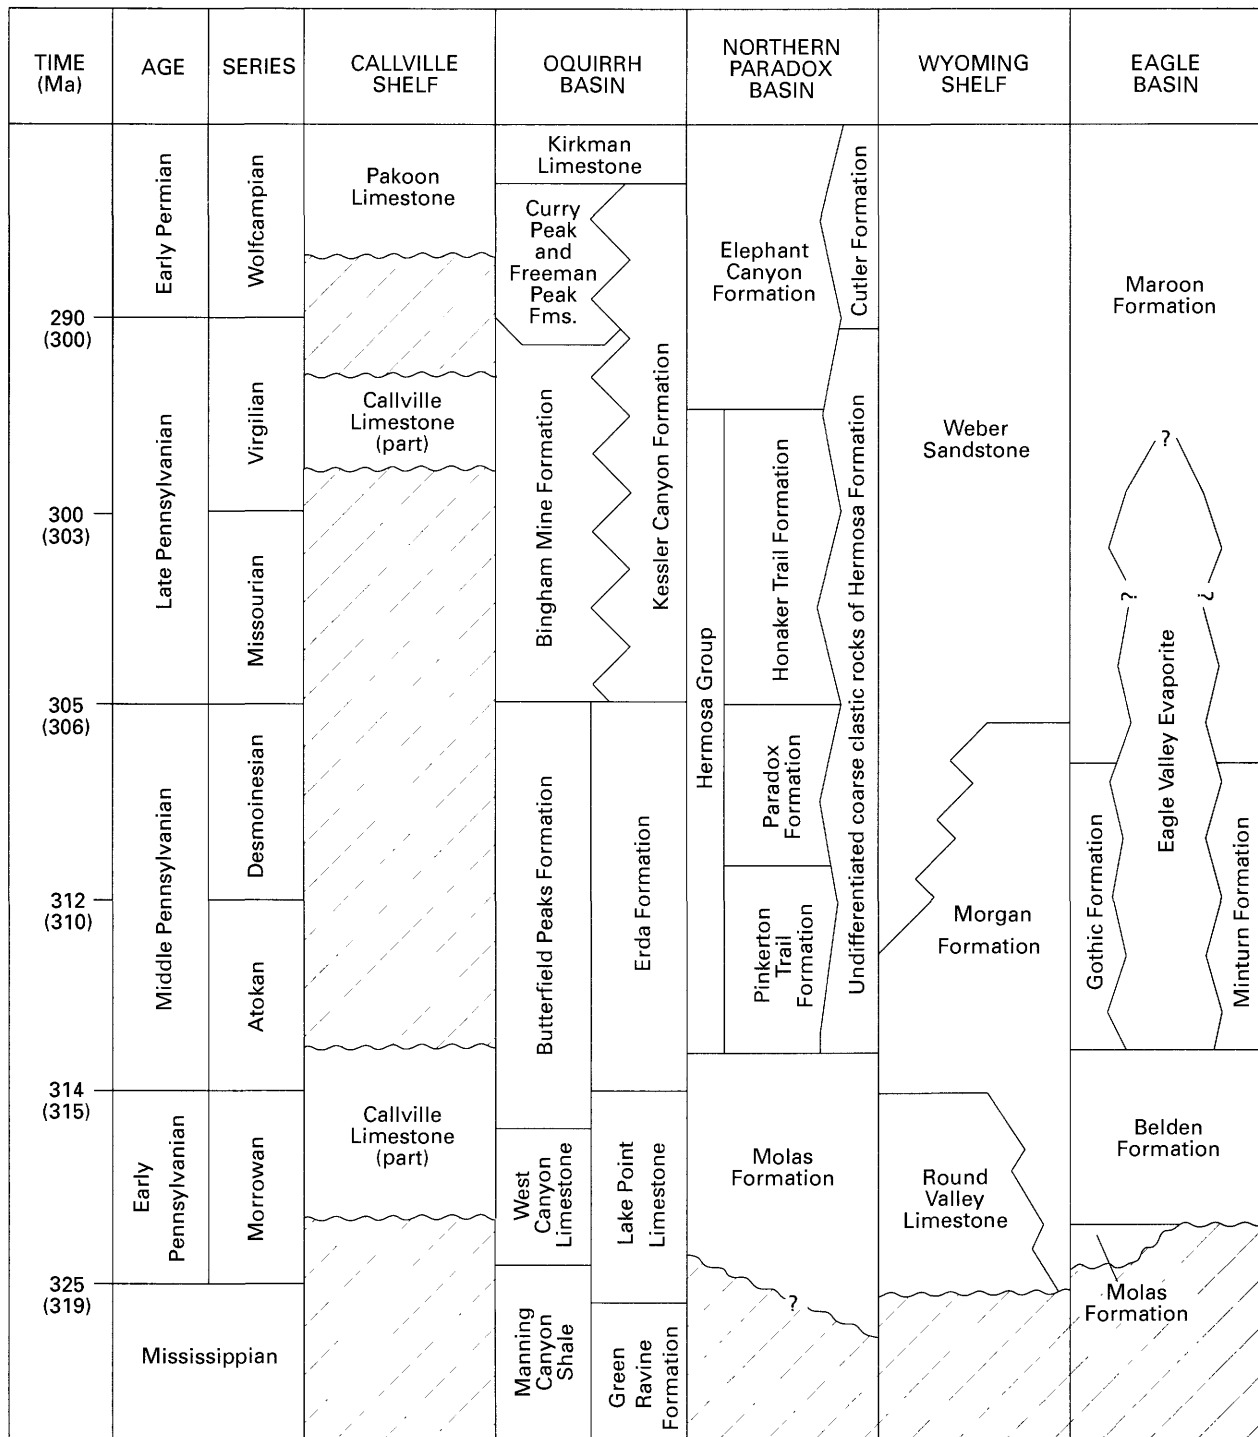 TIME
(Ma)
AGE
SERIES
CALLVILLE
SHELF
OQUIRRH
BASIN
NORTHERN
PARADOX
BASIN
WYOMING
SHELF
EAGLE
BASIN
290
(300)
300
(303)
305
(306)
312
(310)
314
(315)
325
(319)
Early Permian
Late Pennsylvanian
Middle Pennsylvanian
Early
Pennsylvanian
Mississippian
Wolfcampian
Virgilian
Missourian
Desmoinesian
Atokan
Morrowan
Pakoon
Limestone
Callville
Limestone
(part)
Callville
Limestone
(part)
Kirkman
Limestone
Curry
Peak
and
Freeman
Peak
Fms.
Bingham Mine Formation
Kessler Canyon Formation
Butterfield Peaks Formation
Erda Formation
West
Canyon
Limestone
Lake Point
Limestone
Manning
Canyon
Shale
Green
Ravine
Formation
Elephant
Canyon
Formation
Cutler Formation
Hermosa Group
Honaker Trail Formation
Paradox
Formation
Pinkerton
Trail
Formation
Undifferentiated coarse clastic rocks of Hermosa Formation
Molas
Formation
?
Weber
Sandstone
Morgan
Formation
Round
Valley
Limestone
Maroon
Formation
?
?
?
Eagle Valley Evaporite
Gothic Formation
Minturn Formation
Belden
Formation
Molas
Formation